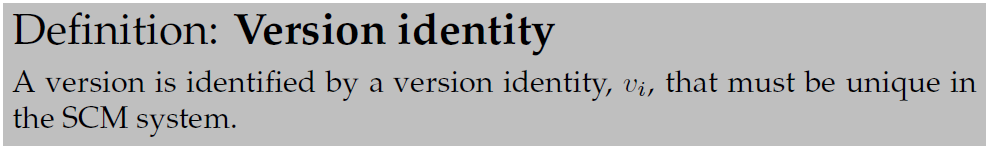 Definition: Version identity
A version is identified by a version identity, vᵢ, that must be unique in
the SCM system.